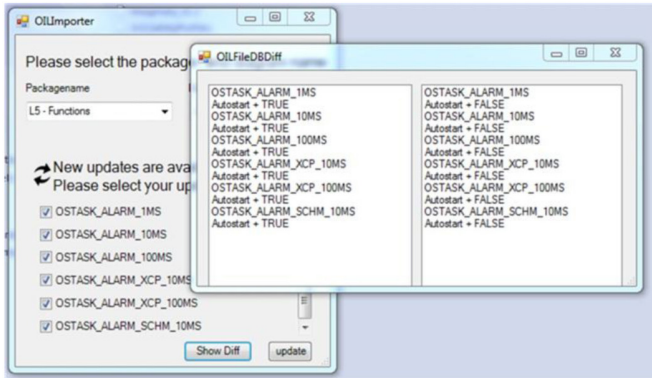 OILImporter
Please select the package
Packagename
L5 - Functions
New updates are ava
Please select your up
OSTASK_ALARM_1MS
OSTASK_ALARM_10MS
OSTASK_ALARM_100MS
OSTASK_ALARM_XCP_10MS
OSTASK_ALARM_XCP_100MS
OSTASK_ALARM_SCHM_10MS
Show Diff
update
OILFileDBDiff
OSTASK_ALARM_1MS
Autostart + TRUE
OSTASK_ALARM_10MS
Autostart + TRUE
OSTASK_ALARM_100MS
Autostart + TRUE
OSTASK_ALARM_XCP_10MS
Autostart + TRUE
OSTASK_ALARM_XCP_100MS
Autostart + TRUE
OSTASK_ALARM_SCHM_10MS
Autostart + TRUE
OSTASK_ALARM_1MS
Autostart + FALSE
OSTASK_ALARM_10MS
Autostart + FALSE
OSTASK_ALARM_100MS
Autostart + FALSE
OSTASK_ALARM_XCP_10MS
Autostart + FALSE
OSTASK_ALARM_XCP_100MS
Autostart + FALSE
OSTASK_ALARM_SCHM_10MS
Autostart + FALSE